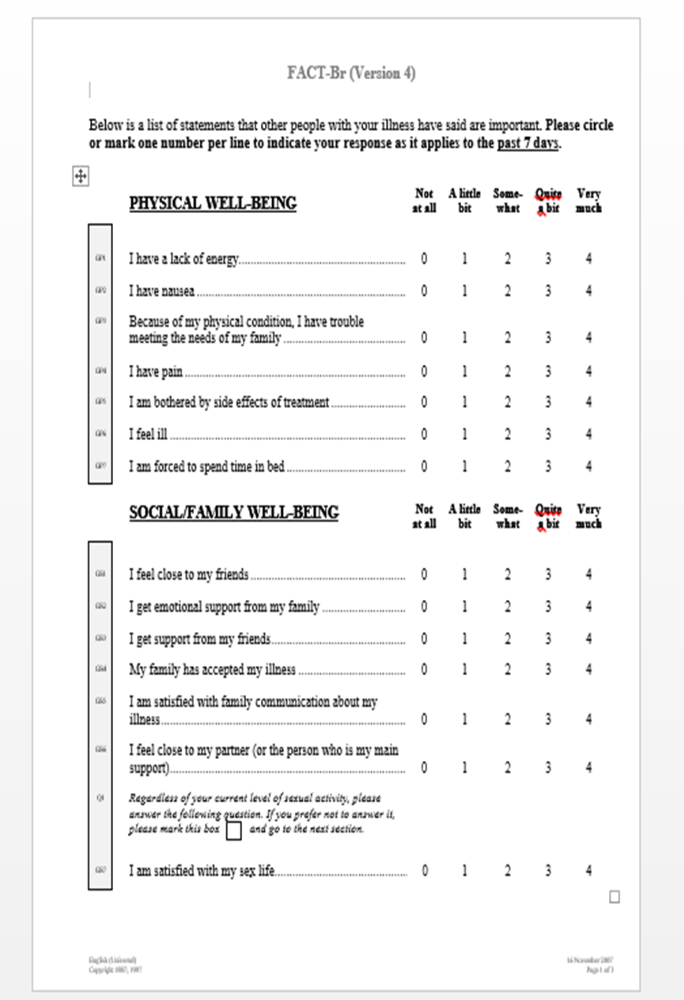 FACT-Br (Version 4)
Below is a list of statements that other people with your illness have said are important. Please circle
or mark one number per line to indicate your response as it applies to the past 7 days.
PHYSICAL WELL-BEING Not at all A little bit Some-what Quite a bit Very much
GP1 I have a lack of energy 0 1 2 3 4
GP2 I have nausea 0 1 2 3 4
GP3 Because of my physical condition, I have trouble
meeting the needs of my family 0 1 2 3 4
GP4 I have pain 0 1 2 3 4
GP5 I am bothered by side effects of treatment 0 1 2 3 4
GP6 I feel ill 0 1 2 3 4
GP7 I am forced to spend time in bed 0 1 2 3 4
SOCIAL/FAMILY WELL-BEING Not at all A little bit Some-what Quite a bit Very much
GS1 I feel close to my friends 0 1 2 3 4
GS2 I get emotional support from my family 0 1 2 3 4
GS3 I get support from my friends 0 1 2 3 4
GS4 My family has accepted my illness 0 1 2 3 4
GS5 I am satisfied with family communication about my
illness 0 1 2 3 4
GS6 I feel close to my partner (or the person who is my main
support) 0 1 2 3 4
Q1 Regardless of your current level of sexual activity, please
answer the following question. If you prefer not to answer it,
please mark this box and go to the next section.
GS7 I am satisfied with my sex life 0 1 2 3 4
English (Universal) 16 November 2007
Copyright 1987, 1997 Page 1 of 3